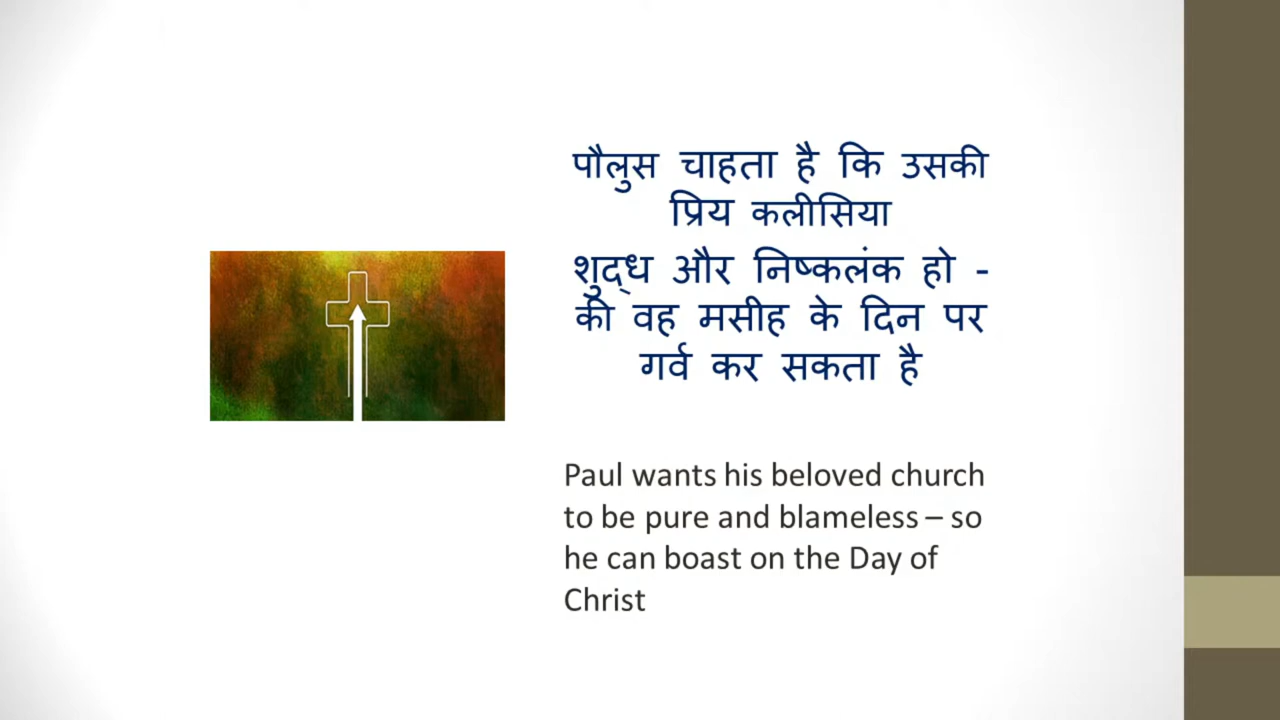 पौलुस चाहता है कि उसकी
प्रिय कलीसिया
शुद्ध और निष्कलंक हो -
की वह मसीह के दिन पर
गर्व कर सकता है
Paul wants his beloved church
to be pure and blameless – so
he can boast on the Day of
Christ